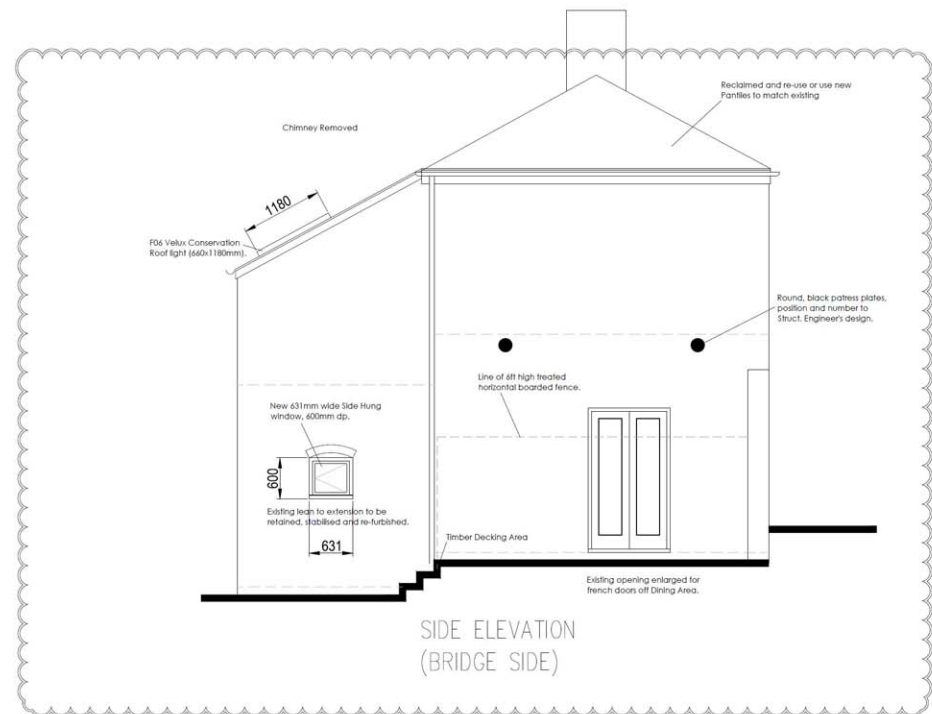 Reclaimed and re-use or use new
Pantiles to match existing
Chimney Removed
1180
F06 Velux Conservation
Roof light (660x1180mm).
Round, black patress plates,
position and number to
Struct. Engineer's design.
Line of 6ft high treated
horizontal boarded fence.
New 631mm wide Side Hung
window, 600mm dp.
600
Existing lean to extension to be
retained, stabilised and re-furbished.
631
Timber Decking Area
Existing opening enlarged for
french doors off Dining Area.
SIDE ELEVATION
(BRIDGE SIDE)